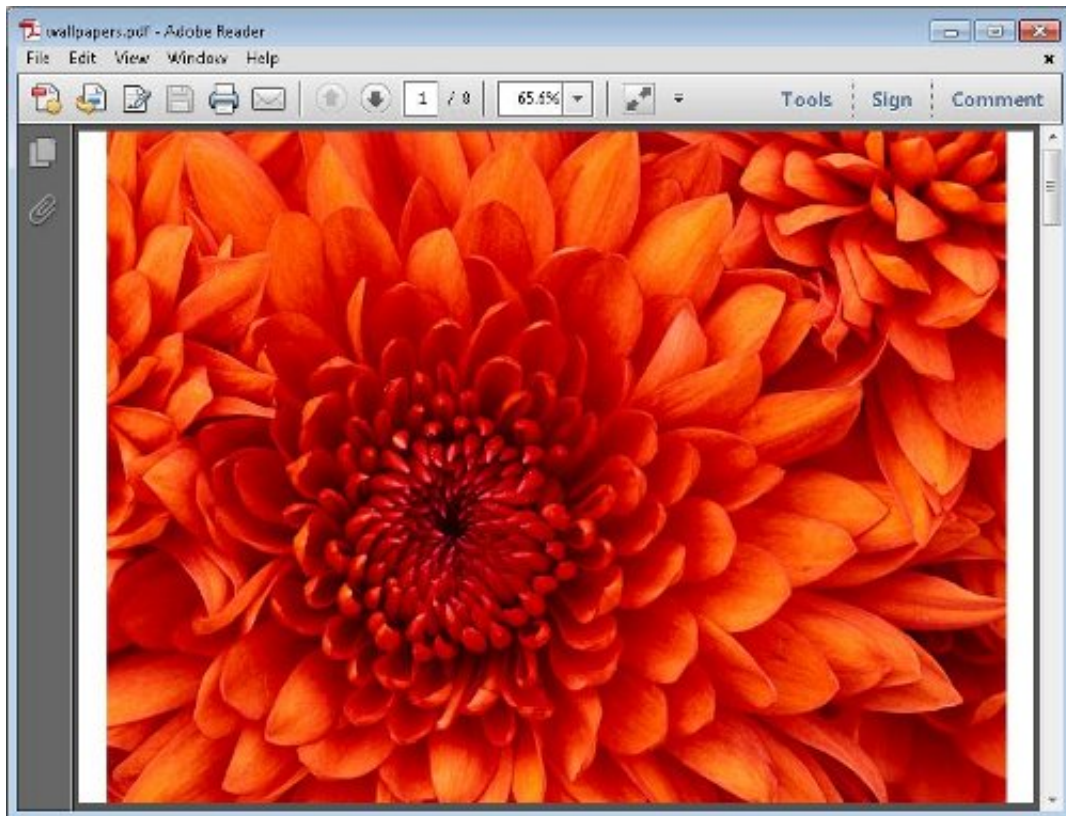 wallpapers.pdf - Adobe Reader
File Edit View Window Help
1 / 8 65.6% Tools Sign Comment